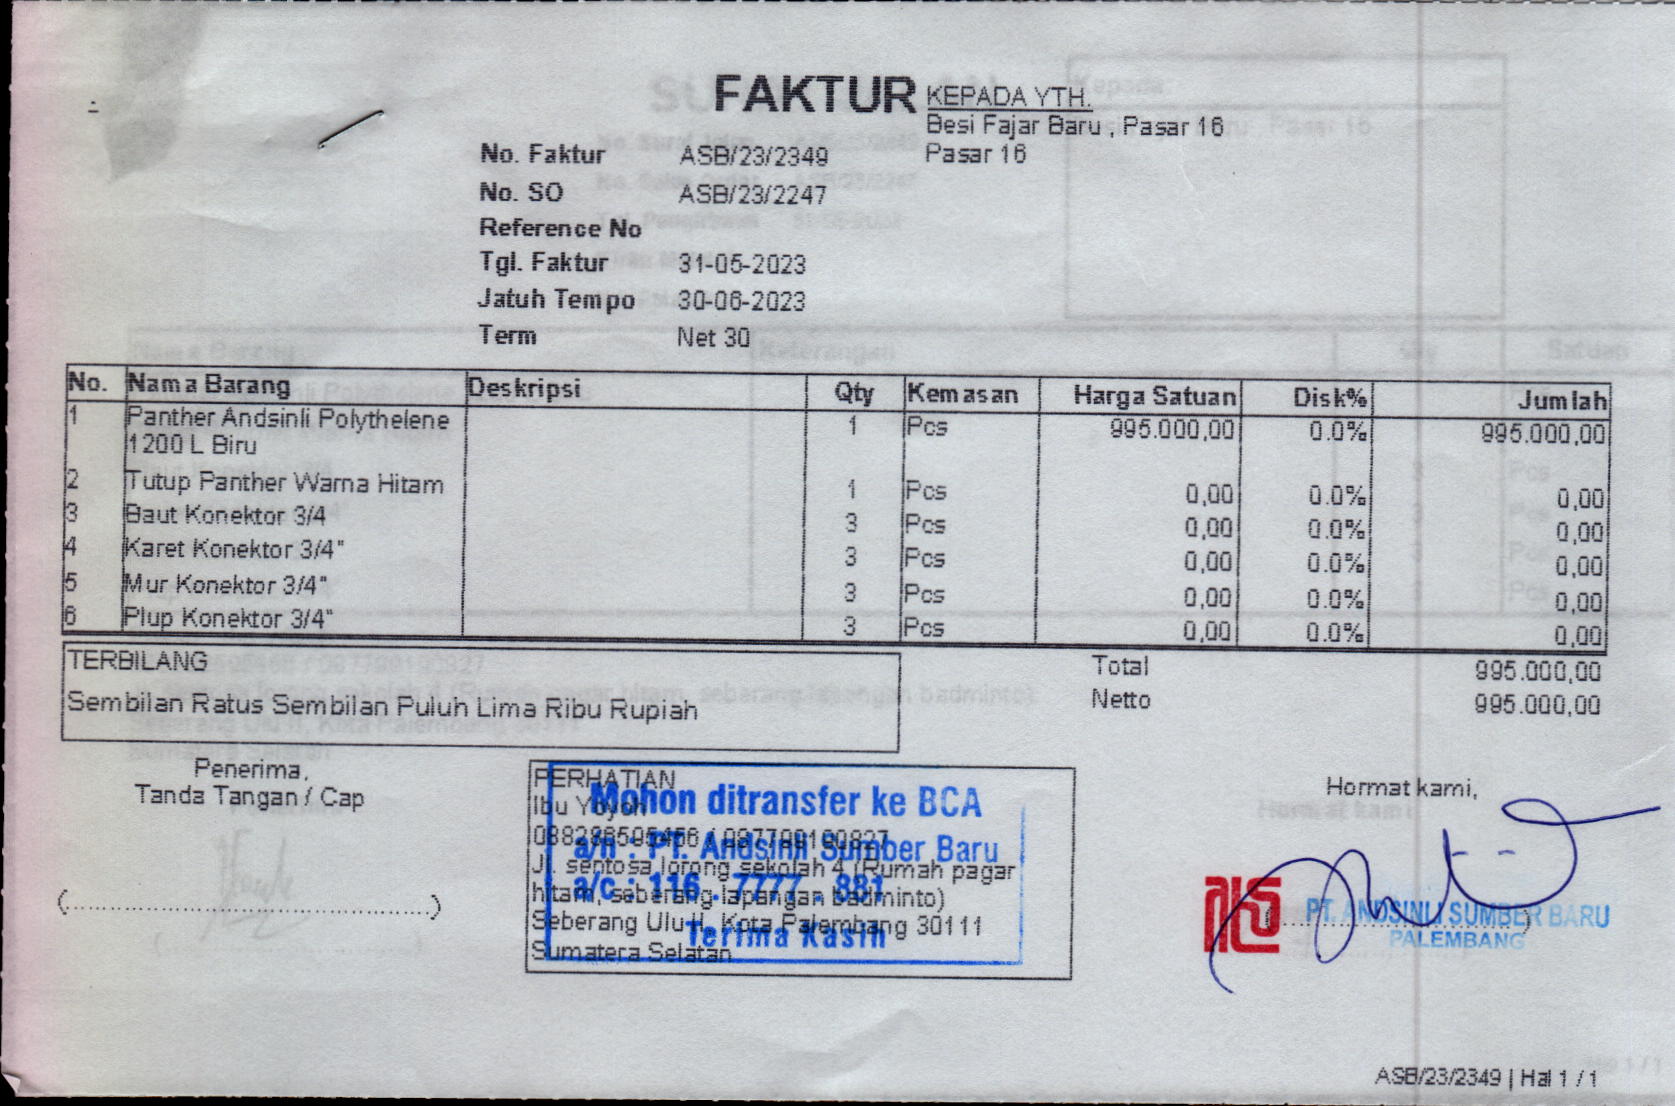 FAKTUR
KEPADA YTH.
Besi Fajar Baru , Pasar 16
Pasar 16
No. Faktur ASB/23/2349
No. SO ASB/23/2247
Reference No
Tgl. Faktur 31-05-2023
Jatuh Tempo 30-06-2023
Term Net 30
No. Nama Barang Deskripsi Qty Kemasan Harga Satuan Disk% Jumlah
1 Panther Andsinli Polythelene 1 Pcs 995.000,00 0.0% 995.000,00
1200 L Biru
2 Tutup Panther Warna Hitam 1 Pcs 0,00 0.0% 0,00
3 Baut Konektor 3/4 3 Pcs 0,00 0.0% 0,00
4 Karet Konektor 3/4" 3 Pcs 0,00 0.0% 0,00
5 Mur Konektor 3/4" 3 Pcs 0,00 0.0% 0,00
6 Plup Konektor 3/4" 3 Pcs 0,00 0.0% 0,00
TERBILANG
Sembilan Ratus Sembilan Puluh Lima Ribu Rupiah
Total 995.000,00
Netto 995.000,00
Penerima,
Tanda Tangan / Cap
PERHATIAN
Ibu Yoyoh
Jl. sentosa lorong sekolah 4 (Rumah pagar
hitam, seberang lapangan badminto)
Seberang Ulu II, Kota Palembang 30111
Sumatera Selatan
Mohon ditransfer ke BCA
a/n : PT. Andsinli Sumber Baru
a/c : 116 . 7777 . 881
Terima Kasih
Hormat kami,
PT. ANDSINLI SUMBER BARU
PALEMBANG
ASB/23/2349 | Hal 1 / 1